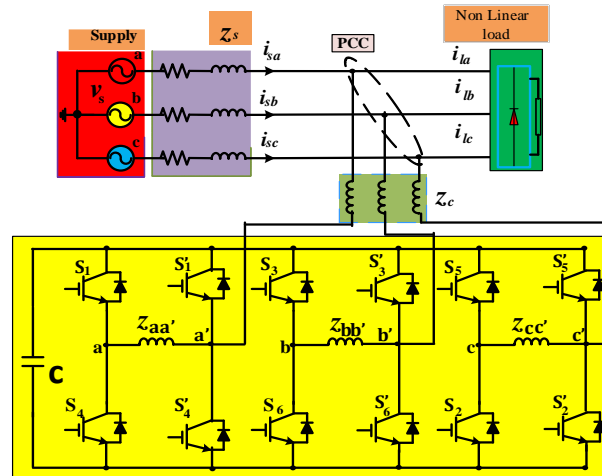 Supply
z_s
PCC
Non Linear
load
a
b
c
v_s
i_sa
i_sb
i_sc
i_la
i_lb
i_lc
z_c
S_1
S'_1
S_3
S'_3
S_5
S'_5
a
z_aa'
a'
b
z_bb'
b'
c
z_cc'
c'
C
S_4
S'_4
S_6
S'_6
S_2
S'_2